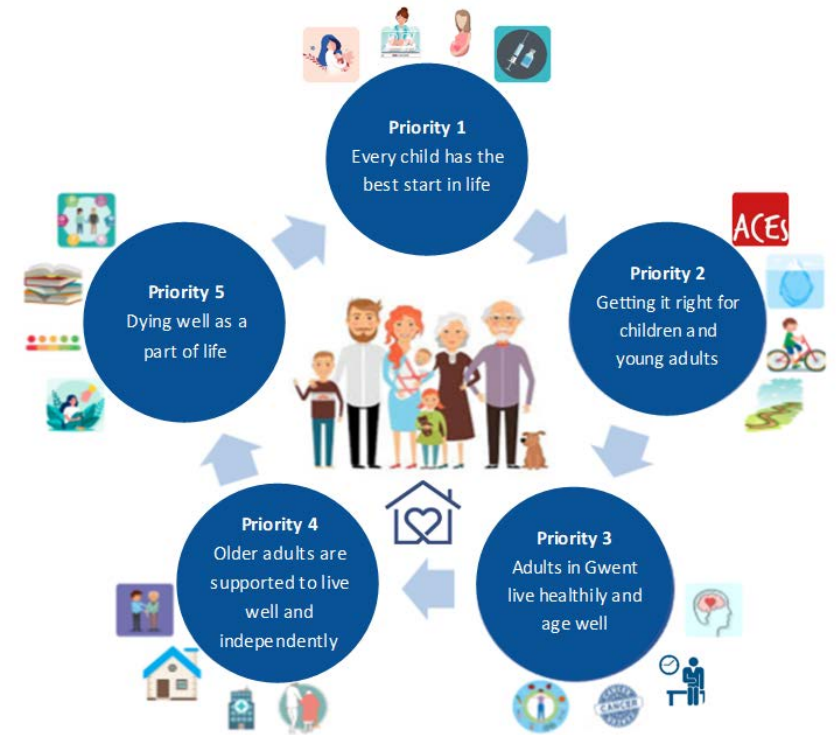 Priority 1
Every child has the
best start in life
ACEs
Priority 2
Getting it right for
children and
young adults
Priority 3
Adults in Gwent
live healthily and
age well
CANCER
Priority 4
Older adults are
supported to live
well and
independently
Priority 5
Dying well as a
part of life